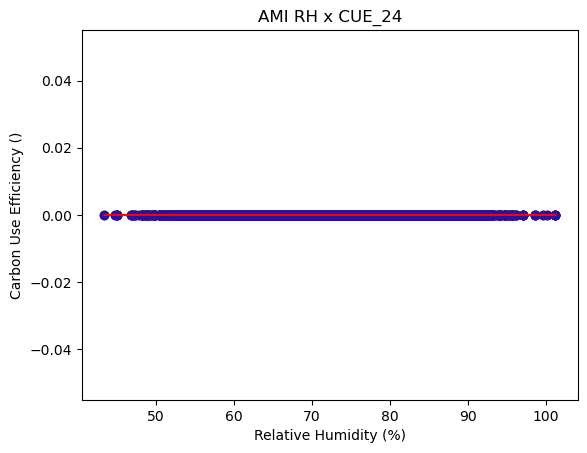 AMI RH x CUE_24
Carbon Use Efficiency ()
0.04
0.02
0.00
−0.02
−0.04
50 60 70 80 90 100
Relative Humidity (%)